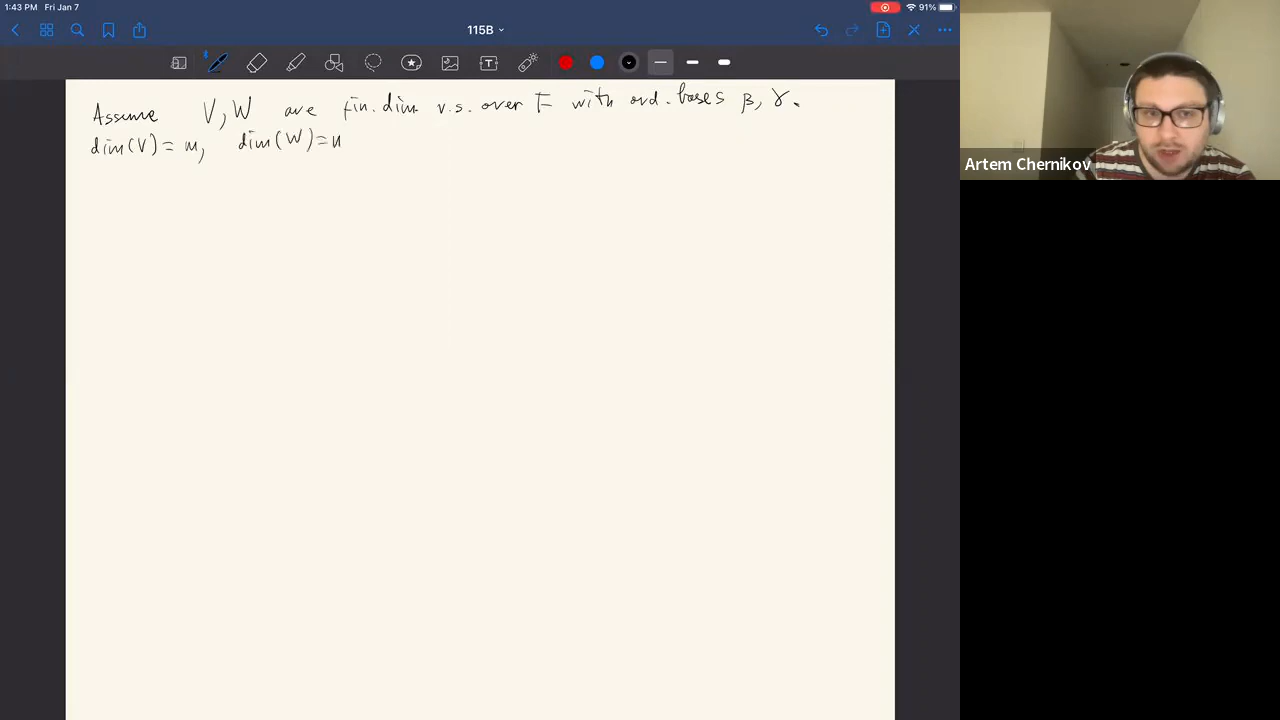 1:43 PM Fri Jan 7
91%
115B
Assume V, W are fin. dim v.s. over F with ord. bases β, γ.
dim(V) = m, dim(W) = n
Artem Chernikov